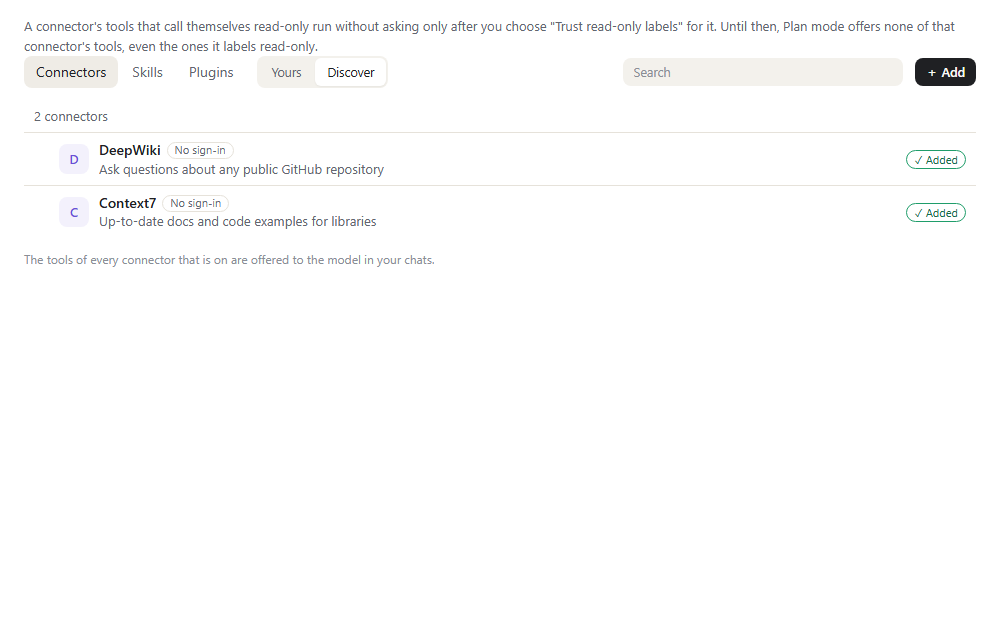 A connector's tools that call themselves read-only run without asking only after you choose "Trust read-only labels" for it. Until then, Plan mode offers none of that
connector's tools, even the ones it labels read-only.
Connectors Skills Plugins Yours Discover Search + Add
2 connectors
D DeepWiki No sign-in
Ask questions about any public GitHub repository
✓ Added
C Context7 No sign-in
Up-to-date docs and code examples for libraries
✓ Added
The tools of every connector that is on are offered to the model in your chats.